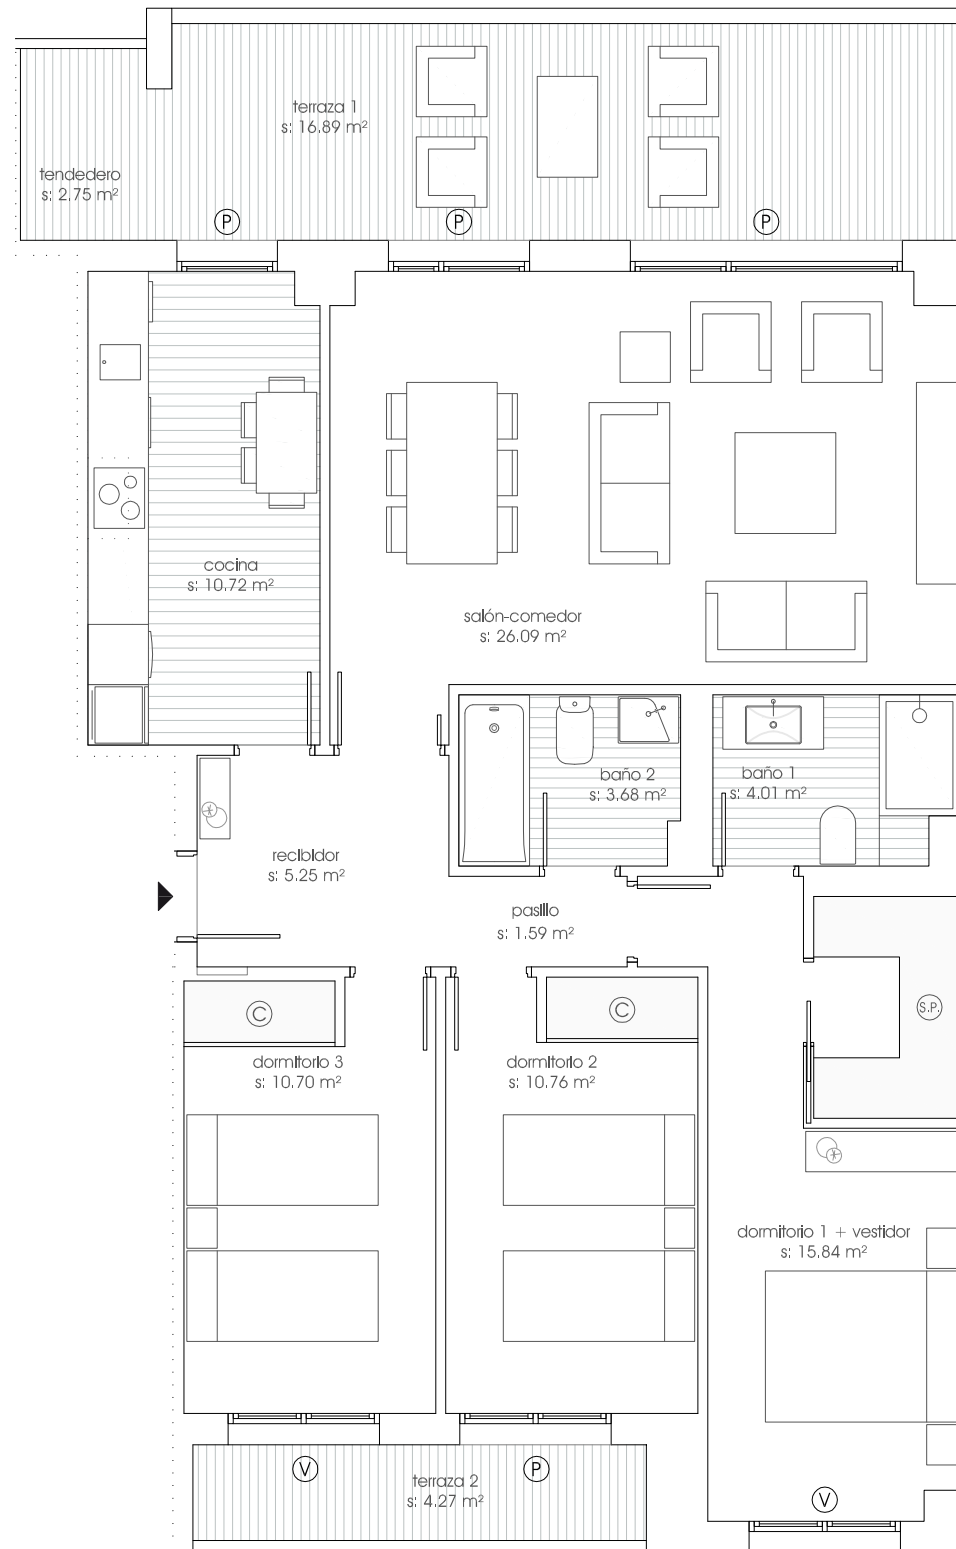 terraza 1
s: 16.89 m²
tendedero
s: 2.75 m²
P
P
P
cocina
s: 10.72 m²
salón-comedor
s: 26.09 m²
baño 2
s: 3.68 m²
baño 1
s: 4.01 m²
recibidor
s: 5.25 m²
pasillo
s: 1.59 m²
C
C
S.P.
dormitorio 3
s: 10.70 m²
dormitorio 2
s: 10.76 m²
dormitorio 1 + vestidor
s: 15.84 m²
V
P
terraza 2
s: 4.27 m²
V